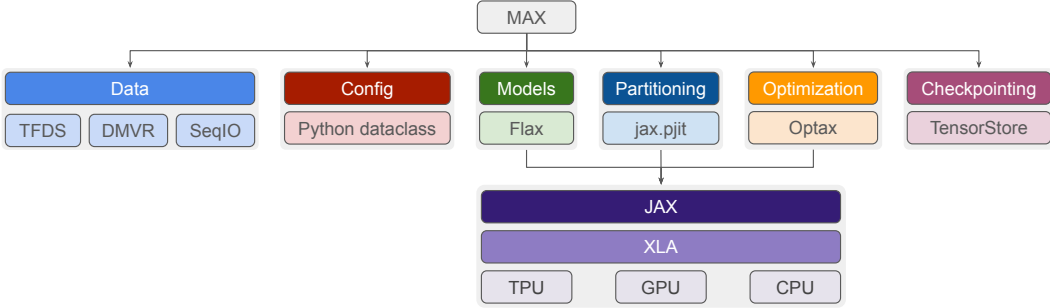 MAX
Data
Config
Models
Partitioning
Optimization
Checkpointing
TFDS
DMVR
SeqIO
Python dataclass
Flax
jax.pjit
Optax
TensorStore
JAX
XLA
TPU
GPU
CPU